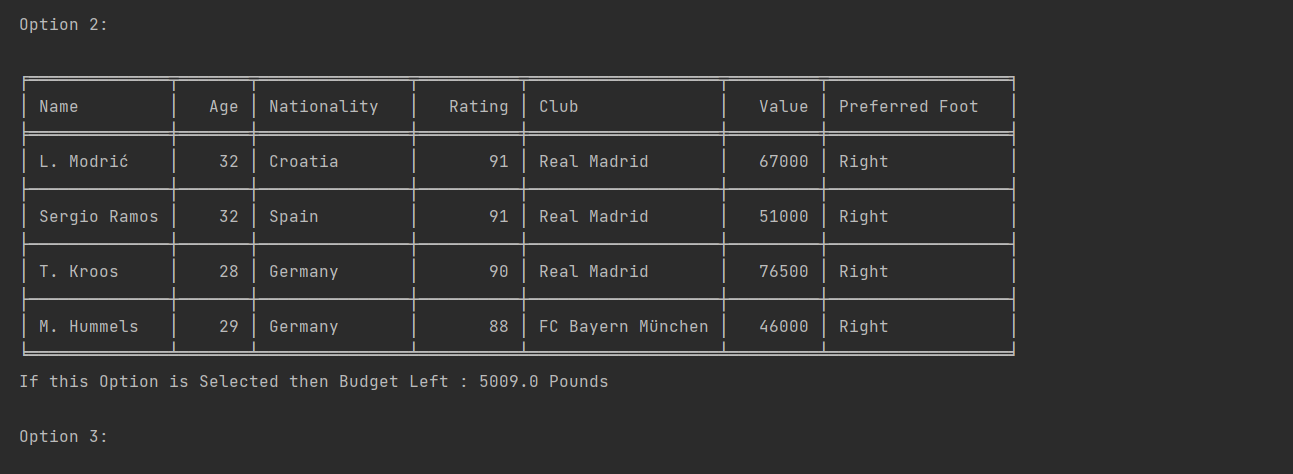 Option 2:
Name Age Nationality Rating Club Value Preferred Foot
L. Modrić 32 Croatia 91 Real Madrid 67000 Right
Sergio Ramos 32 Spain 91 Real Madrid 51000 Right
T. Kroos 28 Germany 90 Real Madrid 76500 Right
M. Hummels 29 Germany 88 FC Bayern München 46000 Right
If this Option is Selected then Budget Left : 5009.0 Pounds
Option 3: